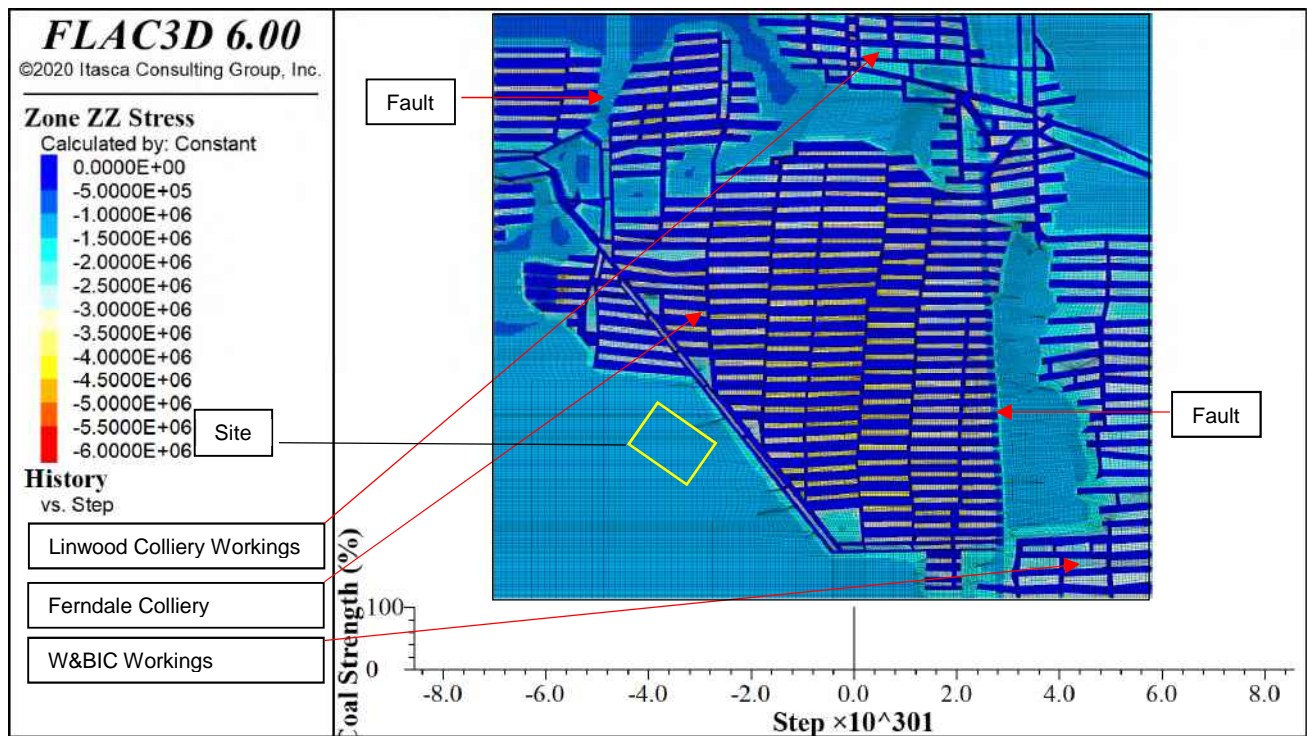 FLAC3D 6.00
©2020 Itasca Consulting Group, Inc.
Zone ZZ Stress
Calculated by: Constant
0.0000E+00
-5.0000E+05
-1.0000E+06
-1.5000E+06
-2.0000E+06
-2.5000E+06
-3.0000E+06
-3.5000E+06
-4.0000E+06
-4.5000E+06
-5.0000E+06
-5.5000E+06
-6.0000E+06
History
vs. Step
Linwood Colliery Workings
Ferndale Colliery
W&BIC Workings
Site
Fault
Fault
Coal Strength (%)
100
0
-8.0 -6.0 -4.0 -2.0 0.0 2.0 4.0 6.0 8.0
Step ×10^301